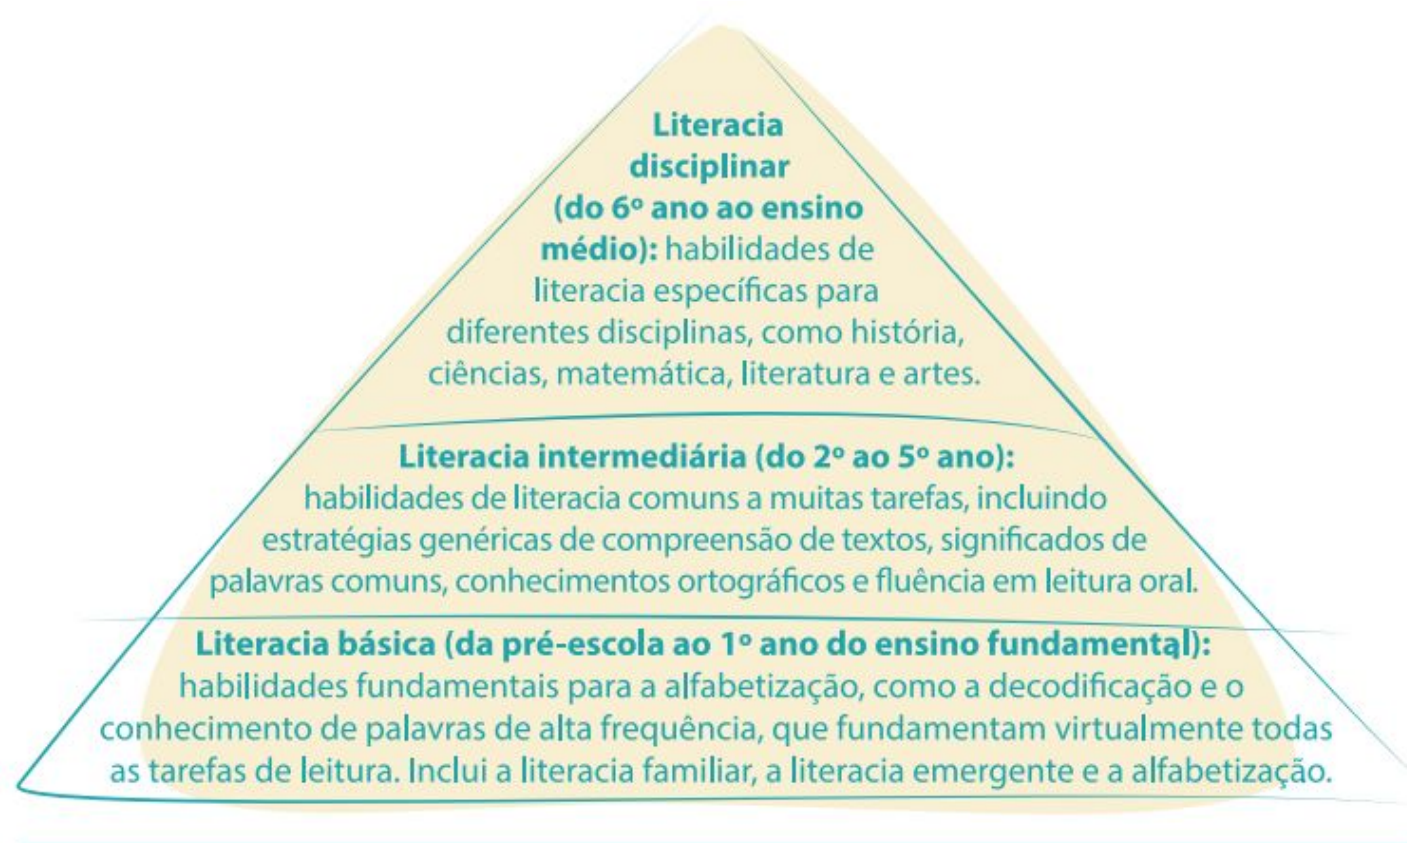 Literacia
disciplinar
(do 6º ano ao ensino
médio): habilidades de
literacia específicas para
diferentes disciplinas, como história,
ciências, matemática, literatura e artes.
Literacia intermediária (do 2º ao 5º ano):
habilidades de literacia comuns a muitas tarefas, incluindo
estratégias genéricas de compreensão de textos, significados de
palavras comuns, conhecimentos ortográficos e fluência em leitura oral.
Literacia básica (da pré-escola ao 1º ano do ensino fundamental):
habilidades fundamentais para a alfabetização, como a decodificação e o
conhecimento de palavras de alta frequência, que fundamentam virtualmente todas
as tarefas de leitura. Inclui a literacia familiar, a literacia emergente e a alfabetização.